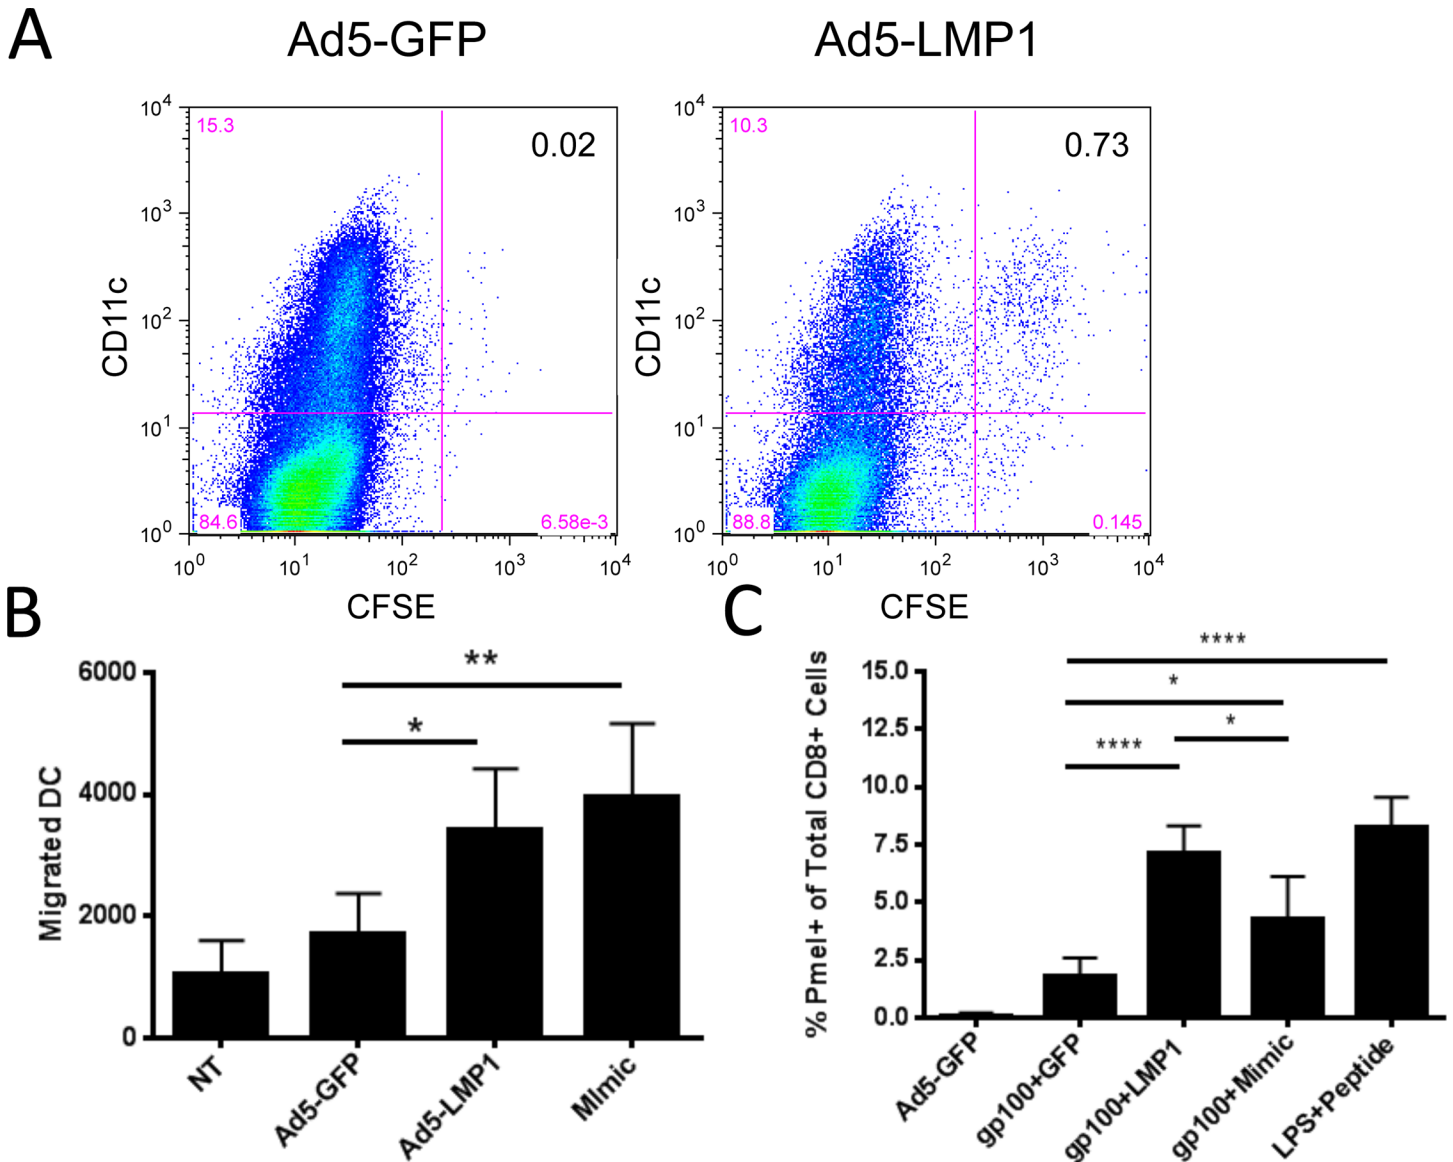 A
Ad5-GFP
Ad5-LMP1
10^4
10^3
10^2
10^1
10^0
CD11c
15.3
0.02
84.6
6.58e-3
10^0 10^1 10^2 10^3 10^4
CFSE
10^4
10^3
10^2
10^1
10^0
CD11c
10.3
0.73
88.8
0.145
10^0 10^1 10^2 10^3 10^4
CFSE
B
6000
4000
2000
0
Migrated DC
**
*
NT
Ad5-GFP
Ad5-LMP1
MImic
C
15.0
12.5
10.0
7.5
5.0
2.5
0.0
% Pmel+ of Total CD8+ Cells
****
*
*
****
Ad5-GFP
gp100+GFP
gp100+LMP1
gp100+Mimic
LPS+Peptide